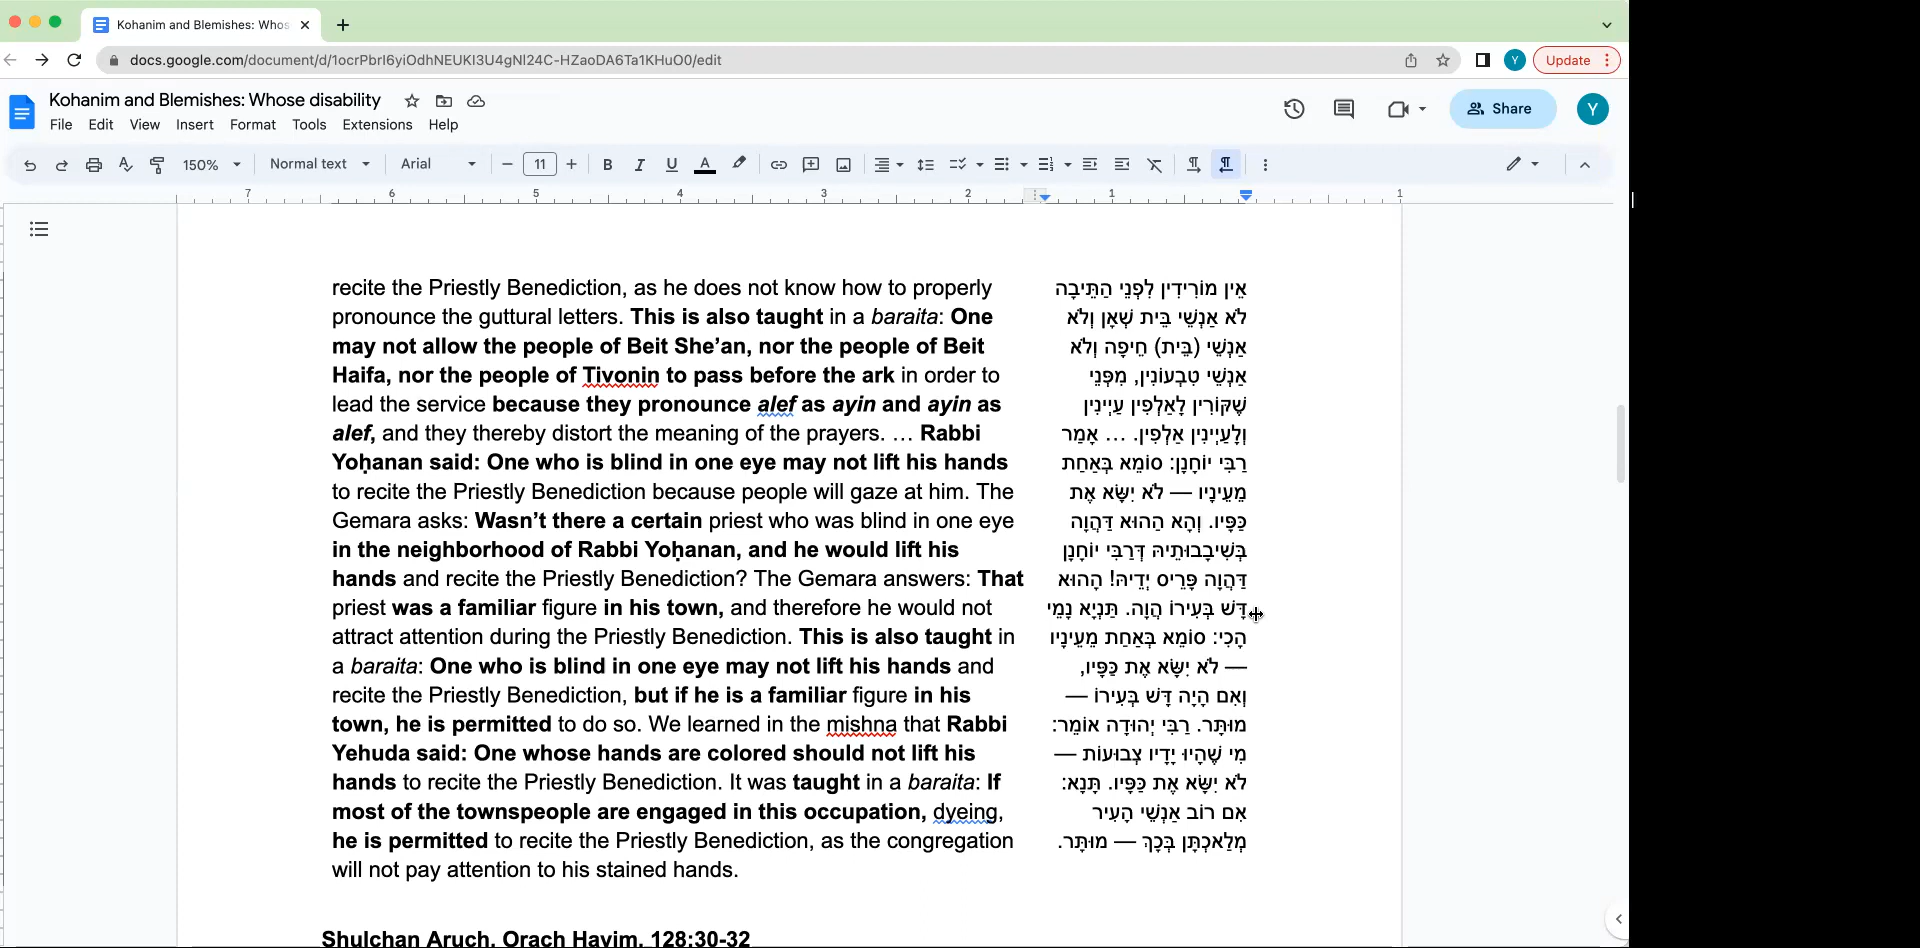 Kohanim and Blemishes: Whos
docs.google.com/document/d/1ocrPbrI6yiOdhNEUKI3U4gNI24C-HZaoDA6Ta1KHuO0/edit
Y
Update
Kohanim and Blemishes: Whose disability
Share
Y
File Edit View Insert Format Tools Extensions Help
150% Normal text Arial 11 B I U A
7 6 5 4 3 2 1 1
recite the Priestly Benediction, as he does not know how to properly
pronounce the guttural letters. This is also taught in a baraita: One
may not allow the people of Beit She’an, nor the people of Beit
Haifa, nor the people of Tivonin to pass before the ark in order to
lead the service because they pronounce alef as ayin and ayin as
alef, and they thereby distort the meaning of the prayers. … Rabbi
Yoḥanan said: One who is blind in one eye may not lift his hands
to recite the Priestly Benediction because people will gaze at him. The
Gemara asks: Wasn’t there a certain priest who was blind in one eye
in the neighborhood of Rabbi Yoḥanan, and he would lift his
hands and recite the Priestly Benediction? The Gemara answers: That
priest was a familiar figure in his town, and therefore he would not
attract attention during the Priestly Benediction. This is also taught in
a baraita: One who is blind in one eye may not lift his hands and
recite the Priestly Benediction, but if he is a familiar figure in his
town, he is permitted to do so. We learned in the mishna that Rabbi
Yehuda said: One whose hands are colored should not lift his
hands to recite the Priestly Benediction. It was taught in a baraita: If
most of the townspeople are engaged in this occupation, dyeing,
he is permitted to recite the Priestly Benediction, as the congregation
will not pay attention to his stained hands.
אֵין מוֹרִידִין לִפְנֵי הַתֵּיבָה
לֹא אַנְשֵׁי בֵּית שְׁאָן וְלֹא
אַנְשֵׁי (בֵּית) חֵיפָה וְלֹא
אַנְשֵׁי טִבְעוֹנִין, מִפְּנֵי
שֶׁקּוֹרִין לָאַלְפִין עַיְינִין
וְלָעַיְינִין אַלְפִין. … אָמַר
רַבִּי יוֹחָנָן: סוֹמֵא בְּאַחַת
מֵעֵינָיו — לֹא יִשָּׂא אֶת
כַּפָּיו. וְהָא הַהוּא דַּהֲוָה
בְּשִׁיבָבוּתֵיהּ דְּרַבִּי יוֹחָנָן
דַּהֲוָה פָּרֵיס יְדֵיהּ! הָהוּא
דָּשׁ בְּעִירוֹ הֲוָה. תַּנְיָא נָמֵי
הָכִי: סוֹמֵא בְּאַחַת מֵעֵינָיו
— לֹא יִשָּׂא אֶת כַּפָּיו,
וְאִם הָיָה דָּשׁ בְּעִירוֹ —
מוּתָּר. רַבִּי יְהוּדָה אוֹמֵר:
מִי שֶׁהָיוּ יָדָיו צְבוּעוֹת —
לֹא יִשָּׂא אֶת כַּפָּיו. תָּנָא:
אִם רוֹב אַנְשֵׁי הָעִיר
מְלַאכְתָּן בְּכָךְ — מוּתָּר.
Shulchan Aruch, Orach Hayim, 128:30-32